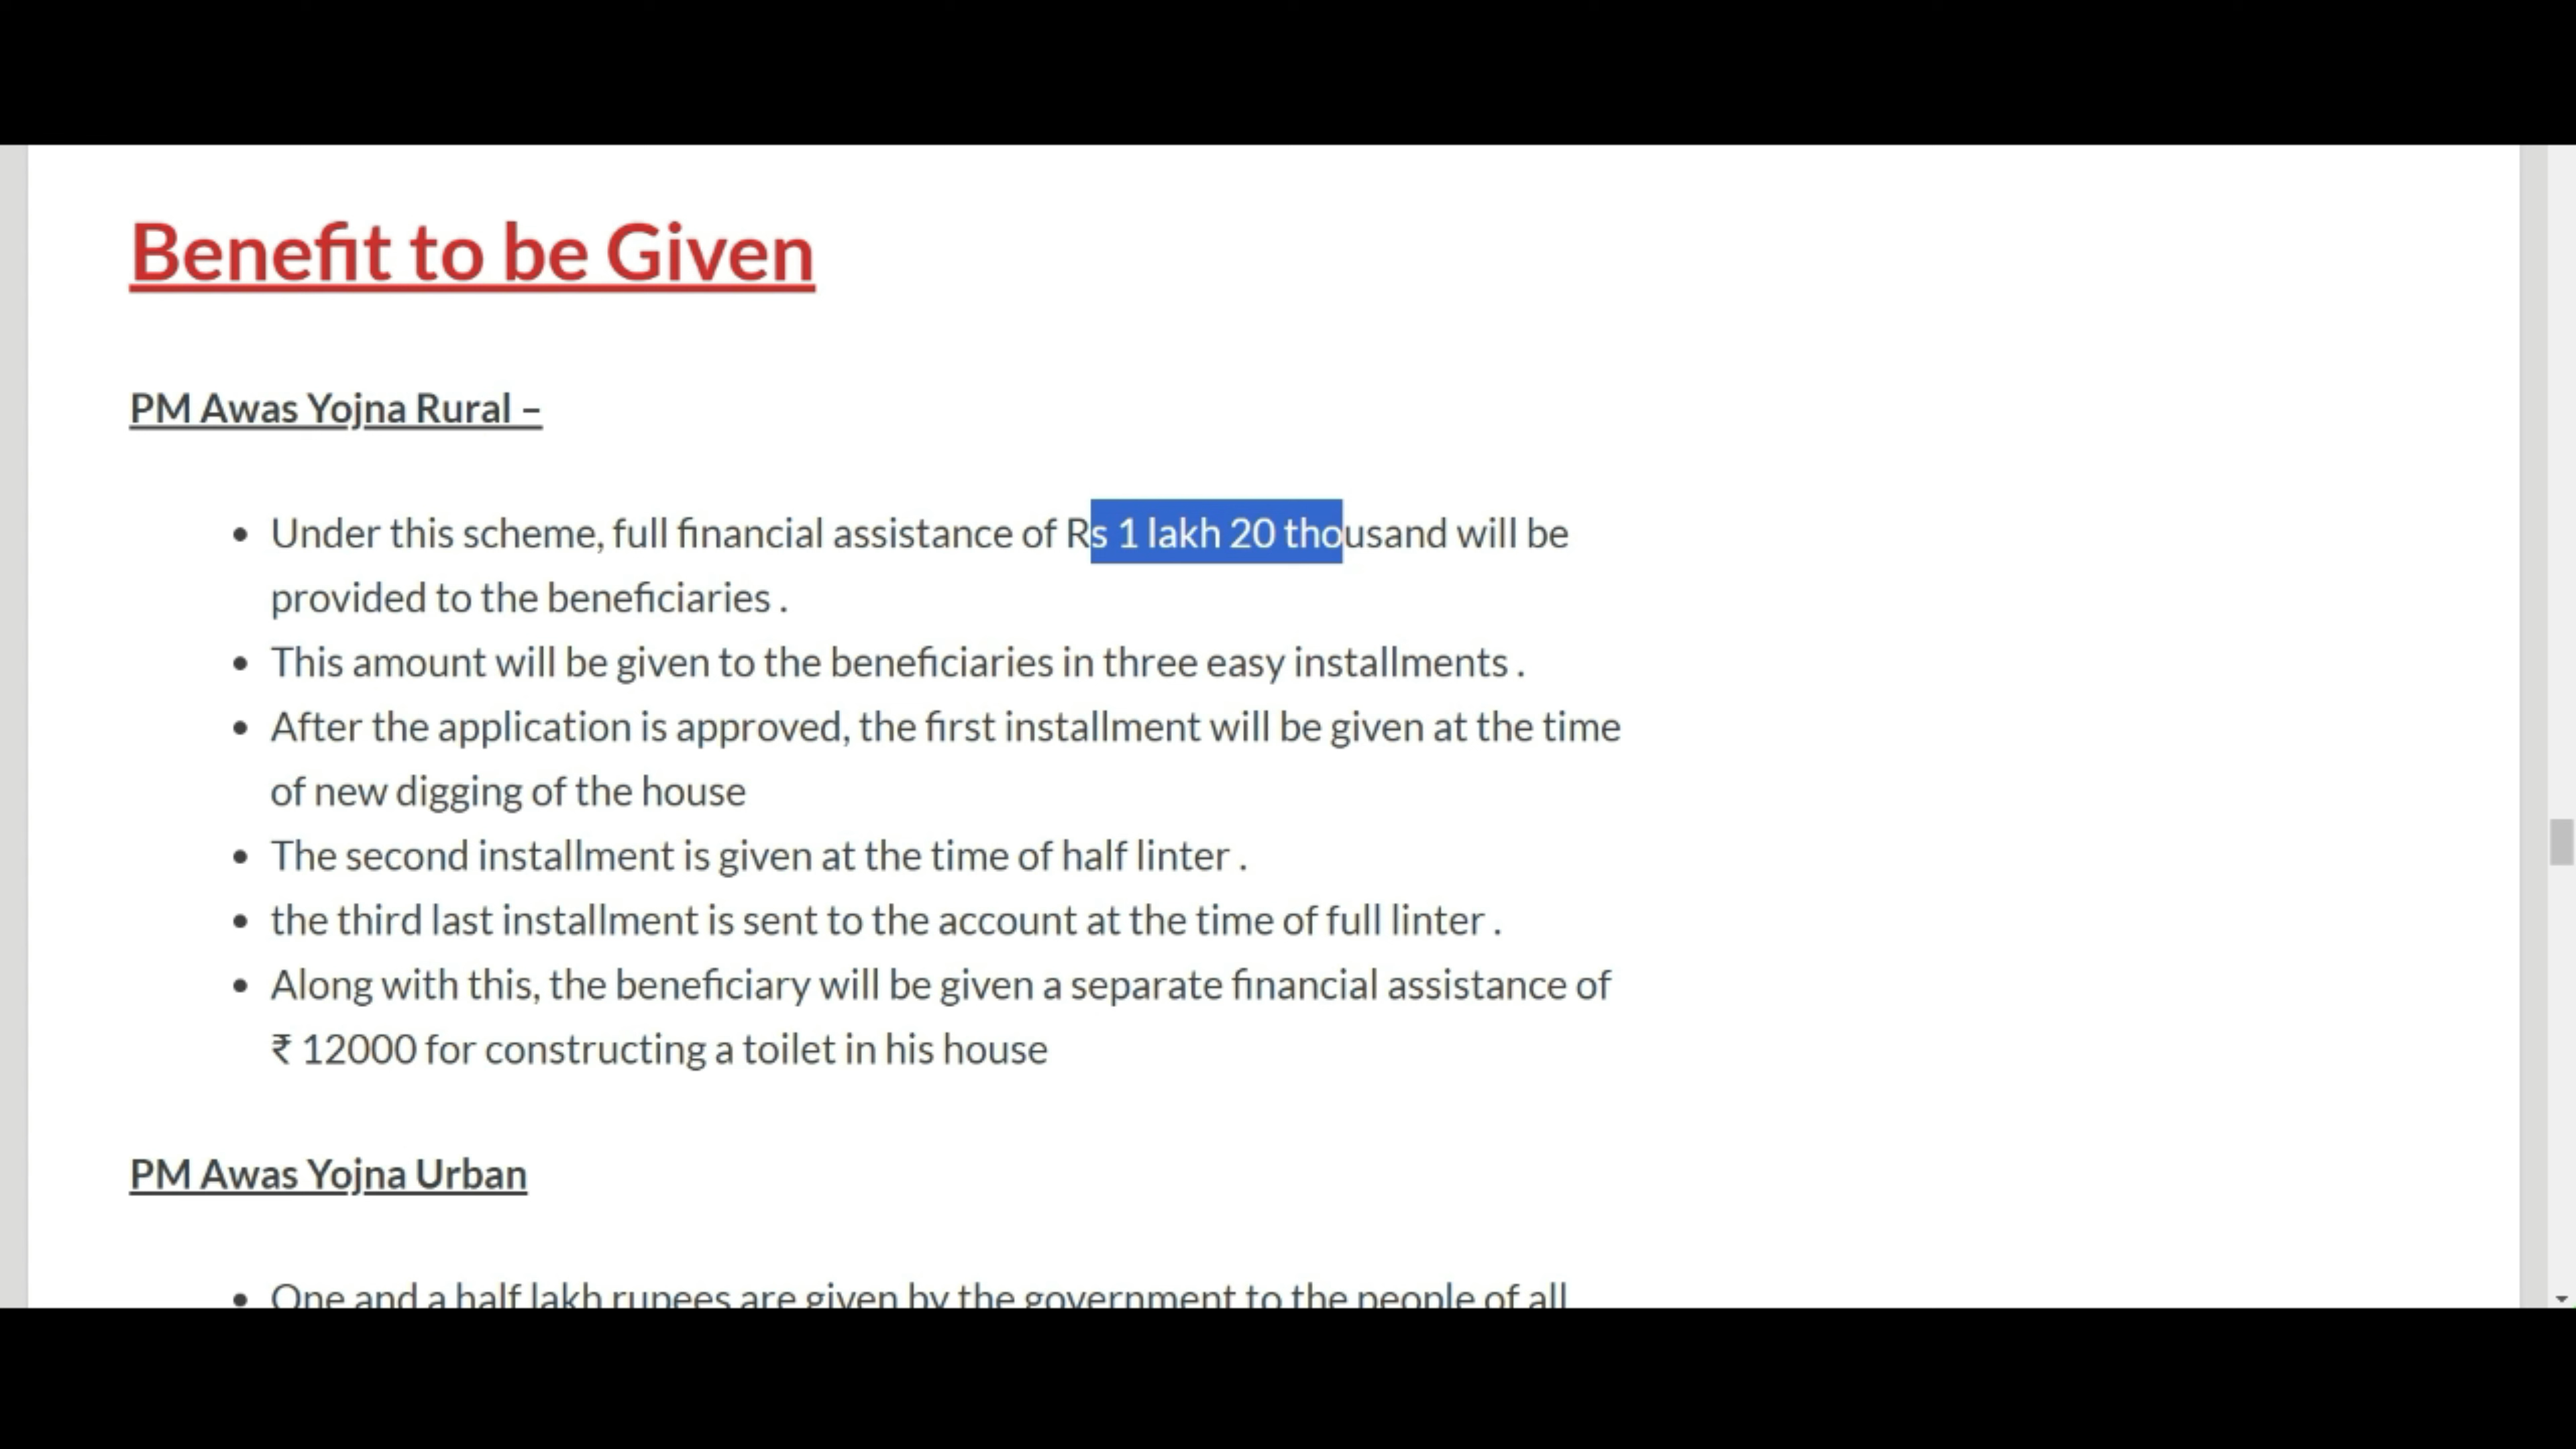 Benefit to be Given
PM Awas Yojna Rural –
• Under this scheme, full financial assistance of Rs 1 lakh 20 thousand will be
provided to the beneficiaries .
• This amount will be given to the beneficiaries in three easy installments .
• After the application is approved, the first installment will be given at the time
of new digging of the house
• The second installment is given at the time of half linter .
• the third last installment is sent to the account at the time of full linter .
• Along with this, the beneficiary will be given a separate financial assistance of
₹ 12000 for constructing a toilet in his house
PM Awas Yojna Urban
• One and a half lakh rupees are given by the government to the people of all